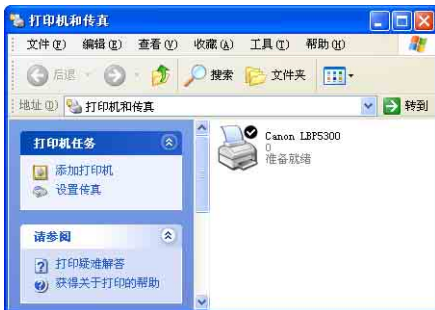 打印机和传真
文件(F) 编辑(E) 查看(V) 收藏(A) 工具(T) 帮助(H)
后退 搜索 文件夹
地址(D) 打印机和传真 转到
打印机任务
添加打印机
设置传真
请参阅
打印疑难解答
获得关于打印的帮助
Canon LBP5300
0
准备就绪